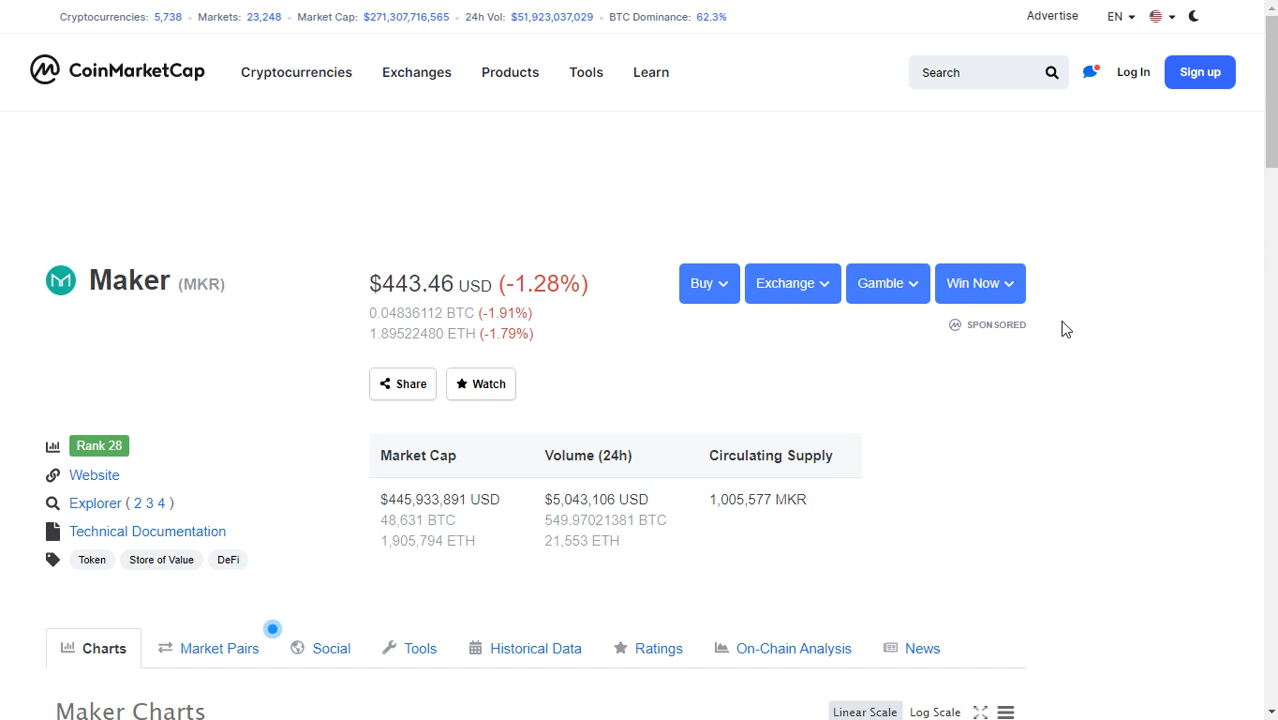 Cryptocurrencies: 5,738 • Markets: 23,248 • Market Cap: $271,307,716,565 • 24h Vol: $51,923,037,029 • BTC Dominance: 62.3% Advertise EN
CoinMarketCap Cryptocurrencies Exchanges Products Tools Learn Search Log In Sign up
Maker (MKR)
$443.46 USD (-1.28%)
0.04836112 BTC (-1.91%)
1.89522480 ETH (-1.79%)
Buy Exchange Gamble Win Now
SPONSORED
Share Watch
Rank 28
Website
Explorer ( 2 3 4 )
Technical Documentation
Token Store of Value DeFi
Market Cap Volume (24h) Circulating Supply
$445,933,891 USD $5,043,106 USD 1,005,577 MKR
48,631 BTC 549.97021381 BTC
1,905,794 ETH 21,553 ETH
Charts Market Pairs Social Tools Historical Data Ratings On-Chain Analysis News
Maker Charts Linear Scale Log Scale